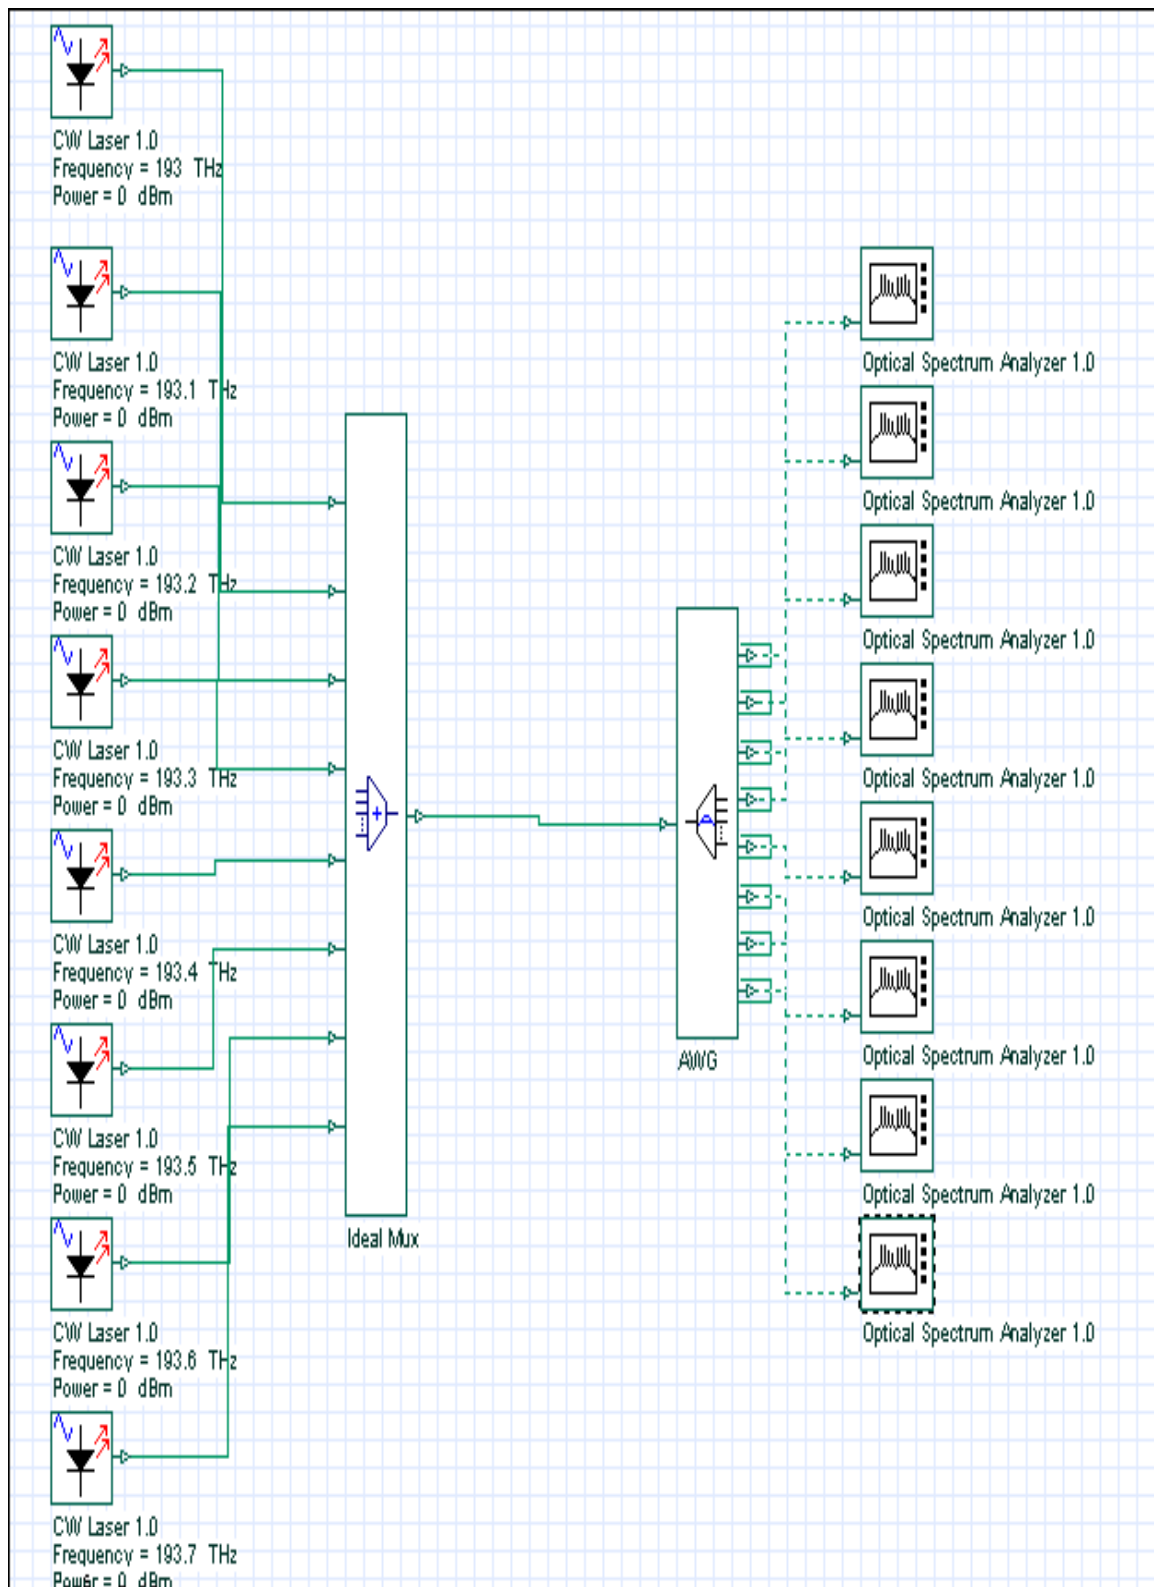 CW Laser 1.0
Frequency = 193 THz
Power = 0 dBm
CW Laser 1.0
Frequency = 193.1 THz
Power = 0 dBm
CW Laser 1.0
Frequency = 193.2 THz
Power = 0 dBm
CW Laser 1.0
Frequency = 193.3 THz
Power = 0 dBm
CW Laser 1.0
Frequency = 193.4 THz
Power = 0 dBm
CW Laser 1.0
Frequency = 193.5 THz
Power = 0 dBm
CW Laser 1.0
Frequency = 193.6 THz
Power = 0 dBm
CW Laser 1.0
Frequency = 193.7 THz
Power = 0 dBm
Ideal Mux
AWG
Optical Spectrum Analyzer 1.0
Optical Spectrum Analyzer 1.0
Optical Spectrum Analyzer 1.0
Optical Spectrum Analyzer 1.0
Optical Spectrum Analyzer 1.0
Optical Spectrum Analyzer 1.0
Optical Spectrum Analyzer 1.0
Optical Spectrum Analyzer 1.0